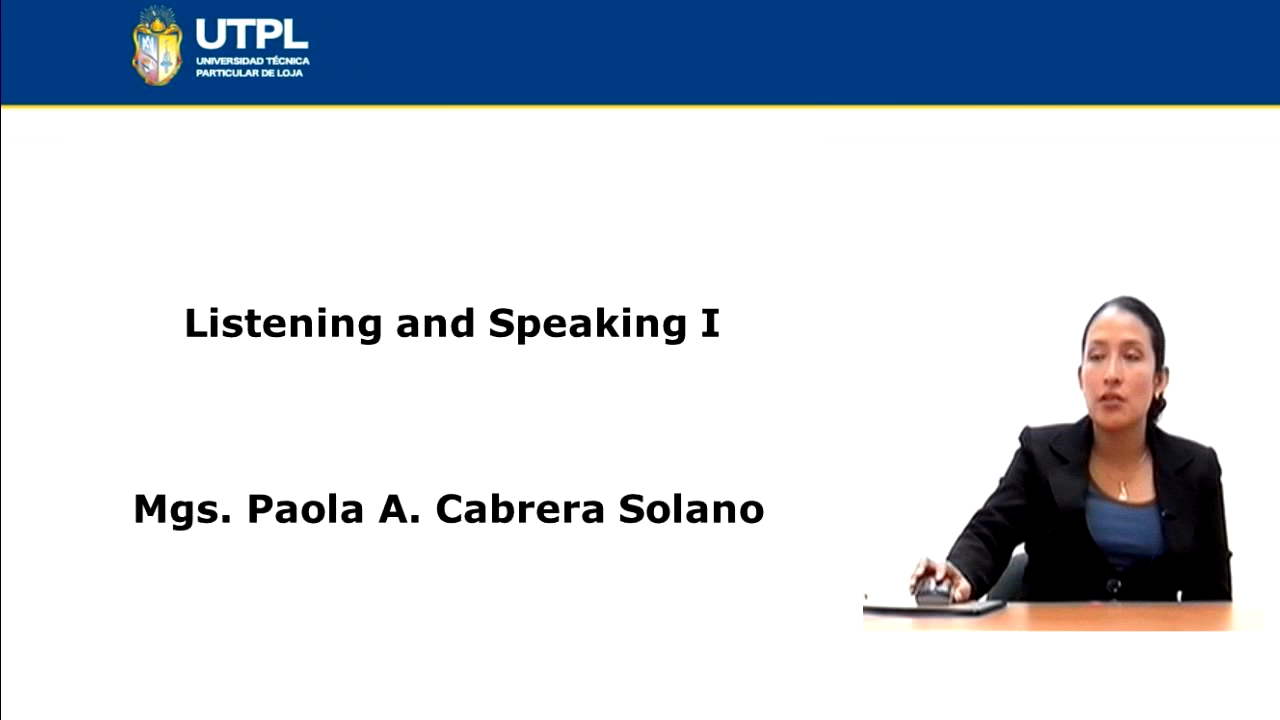 UTPL
UNIVERSIDAD TÉCNICA
PARTICULAR DE LOJA
Listening and Speaking I
Mgs. Paola A. Cabrera Solano